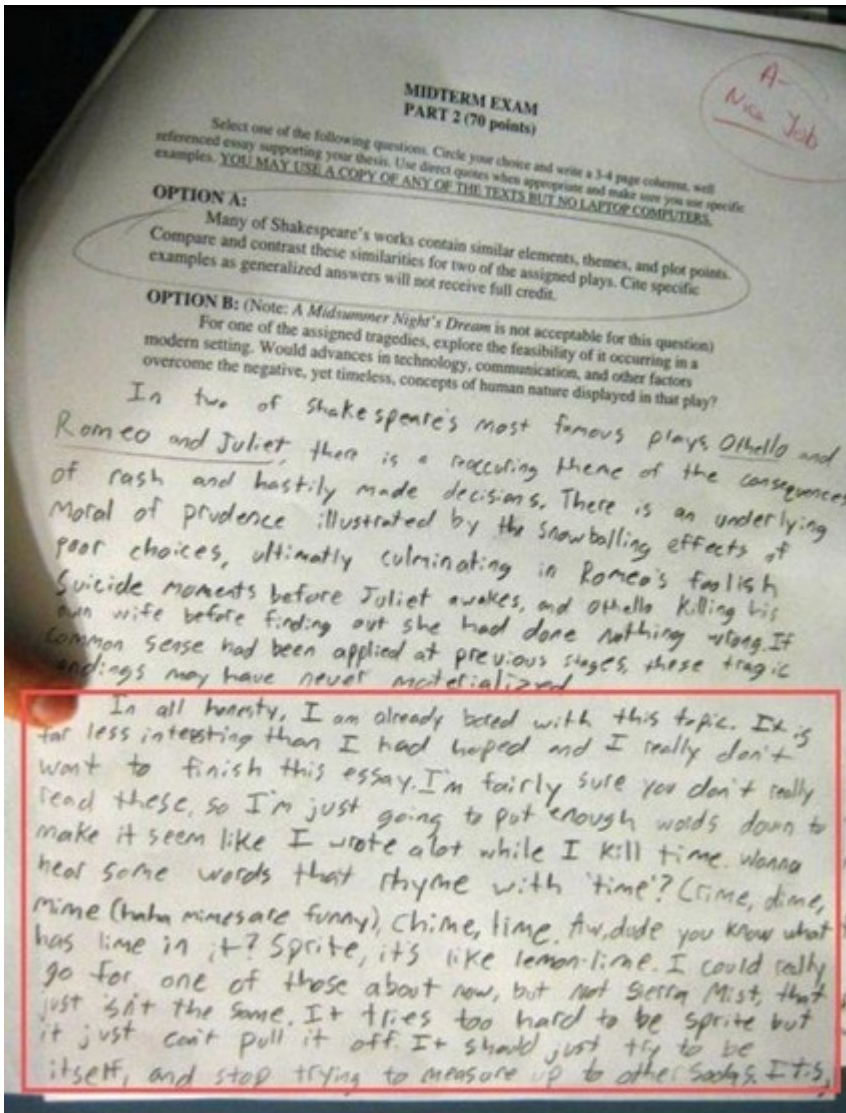 A-
Nice Job
MIDTERM EXAM
PART 2 (70 points)
Select one of the following questions. Circle your choice and write a 3-4 page coherent, well
referenced essay supporting your thesis. Use direct quotes when appropriate and make sure you use specific
examples. YOU MAY USE A COPY OF ANY OF THE TEXTS BUT NO LAPTOP COMPUTERS.
OPTION A:
Many of Shakespeare's works contain similar elements, themes, and plot points.
Compare and contrast these similarities for two of the assigned plays. Cite specific
examples as generalized answers will not receive full credit.
OPTION B: (Note: A Midsummer Night's Dream is not acceptable for this question)
For one of the assigned tragedies, explore the feasibility of it occurring in a
modern setting. Would advances in technology, communication, and other factors
overcome the negative, yet timeless, concepts of human nature displayed in that play?
In two of Shakespeare's most famous plays, Othello and
Romeo and Juliet, there is a reoccuring theme of the consequences
of rash and hastily made decisions. There is an underlying
moral of prudence illustrated by the snowballing effects of
poor choices, ultimatly culminating in Romeo's foolish
suicide moments before Juliet awakes, and Othello killing his
own wife before finding out she had done nothing wrong. If
common sense had been applied at previous stages, these tragic
endings may have never materialized
In all honesty, I am already bored with this topic. It is
far less interesting than I had hoped and I really don't
want to finish this essay. I'm fairly sure you don't really
read these, so I'm just going to put enough words down to
make it seem like I wrote alot while I kill time. Wanna
hear some words that rhyme with 'time'? Crime, dime,
Mime (haha mimes are funny), chime, lime. Aw, dude you know what
has lime in it? Sprite, it's like lemon-lime. I could really
go for one of those about now, but not Sierra Mist, that
just isn't the same. It tries too hard to be sprite but
it just can't pull it off. It should just try to be
itself, and stop trying to measure up to other sodas. It is,